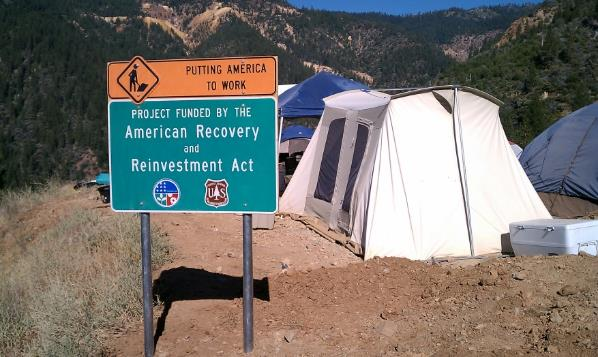 PUTTING AMERICA
TO WORK
PROJECT FUNDED BY THE
American Recovery
and
Reinvestment Act
U S